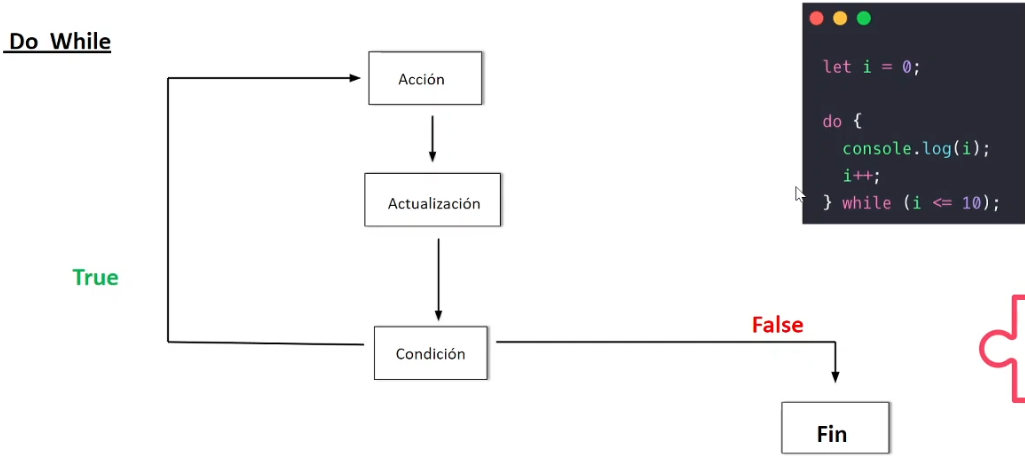 Do While
Acción
Actualización
Condición
True
False
Fin
let i = 0;
do {
console.log(i);
i++;
} while (i <= 10);